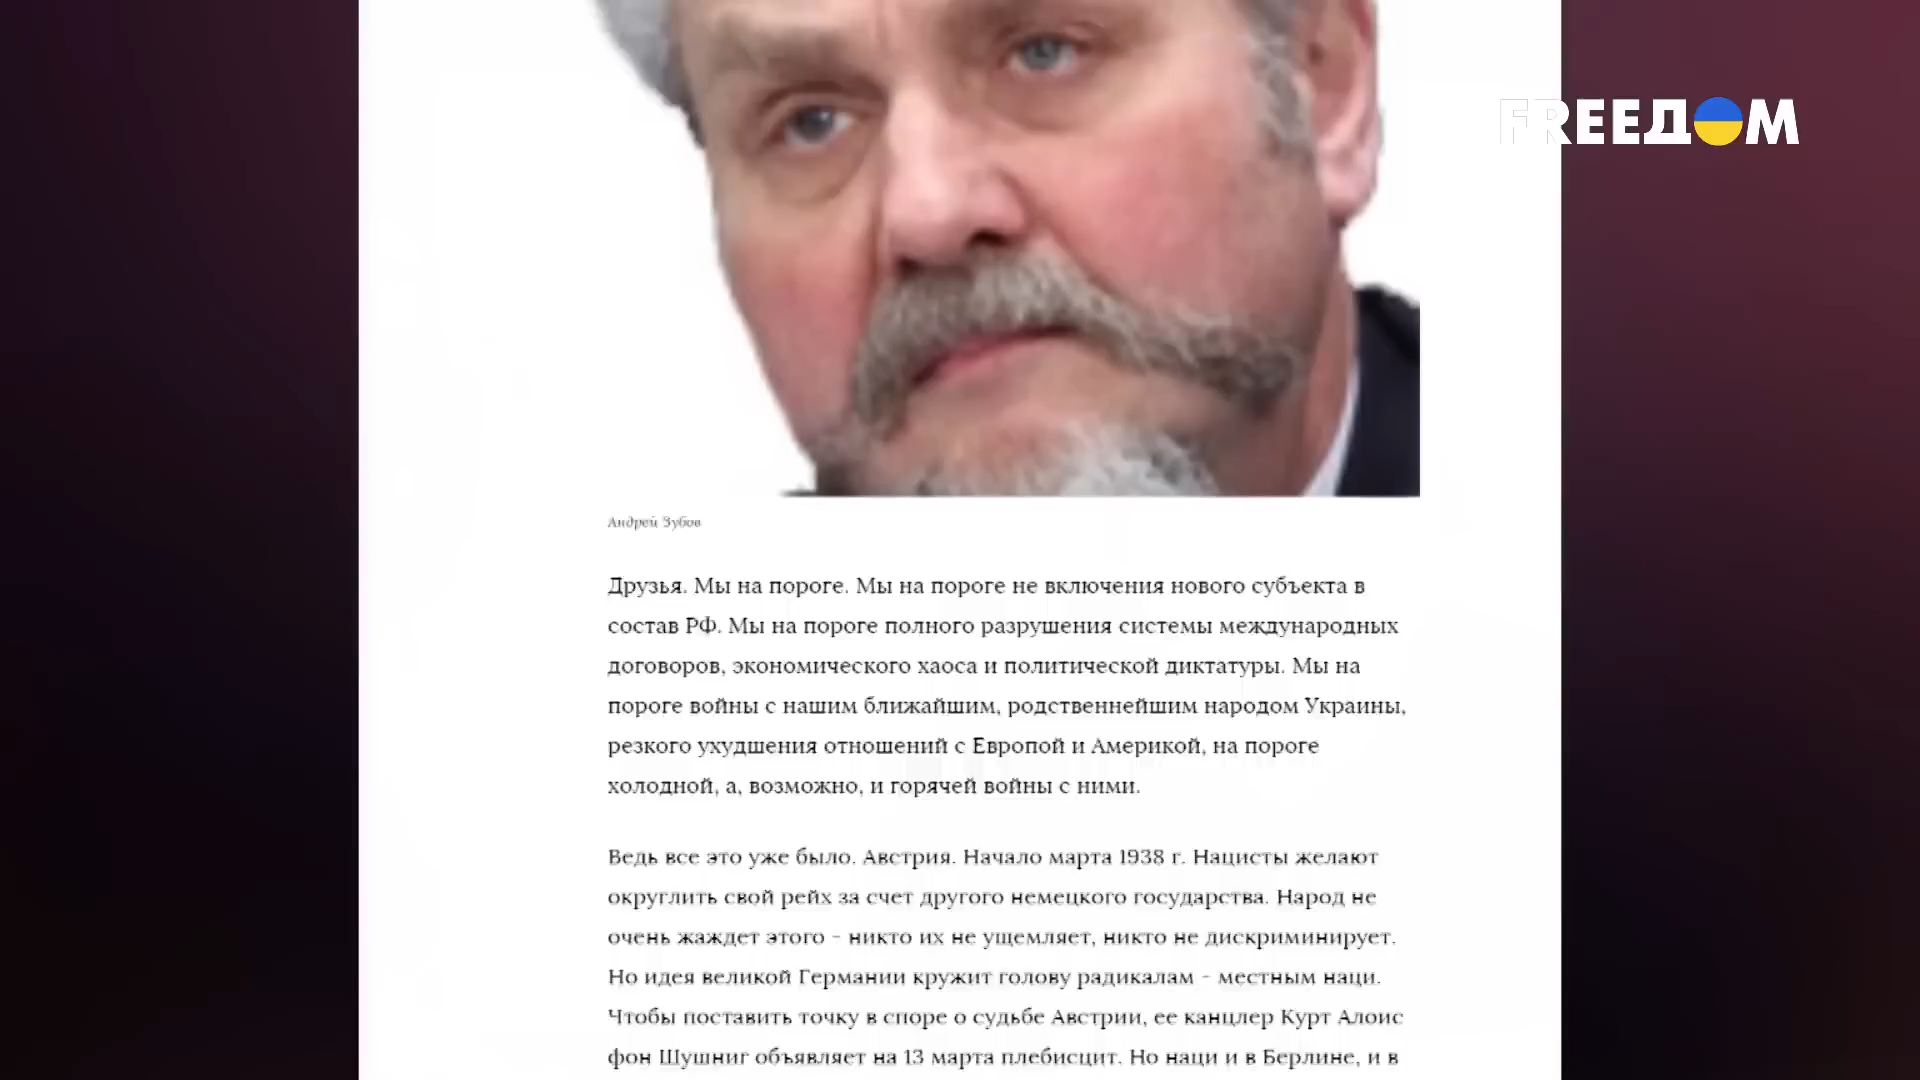 FREEДOM
Андрей Зубов
Друзья. Мы на пороге. Мы на пороге не включения нового субъекта в
состав РФ. Мы на пороге полного разрушения системы международных
договоров, экономического хаоса и политической диктатуры. Мы на
пороге войны с нашим ближайшим, родственнейшим народом Украины,
резкого ухудшения отношений с Европой и Америкой, на пороге
холодной, а, возможно, и горячей войны с ними.
Ведь все это уже было. Австрия. Начало марта 1938 г. Нацисты желают
округлить свой рейх за счет другого немецкого государства. Народ не
очень жаждет этого - никто их не ущемляет, никто не дискриминирует.
Но идея великой Германии кружит голову радикалам - местным наци.
Чтобы поставить точку в споре о судьбе Австрии, ее канцлер Курт Алоис
фон Шушниг объявляет на 13 марта плебисцит. Но наци и в Берлине, и в